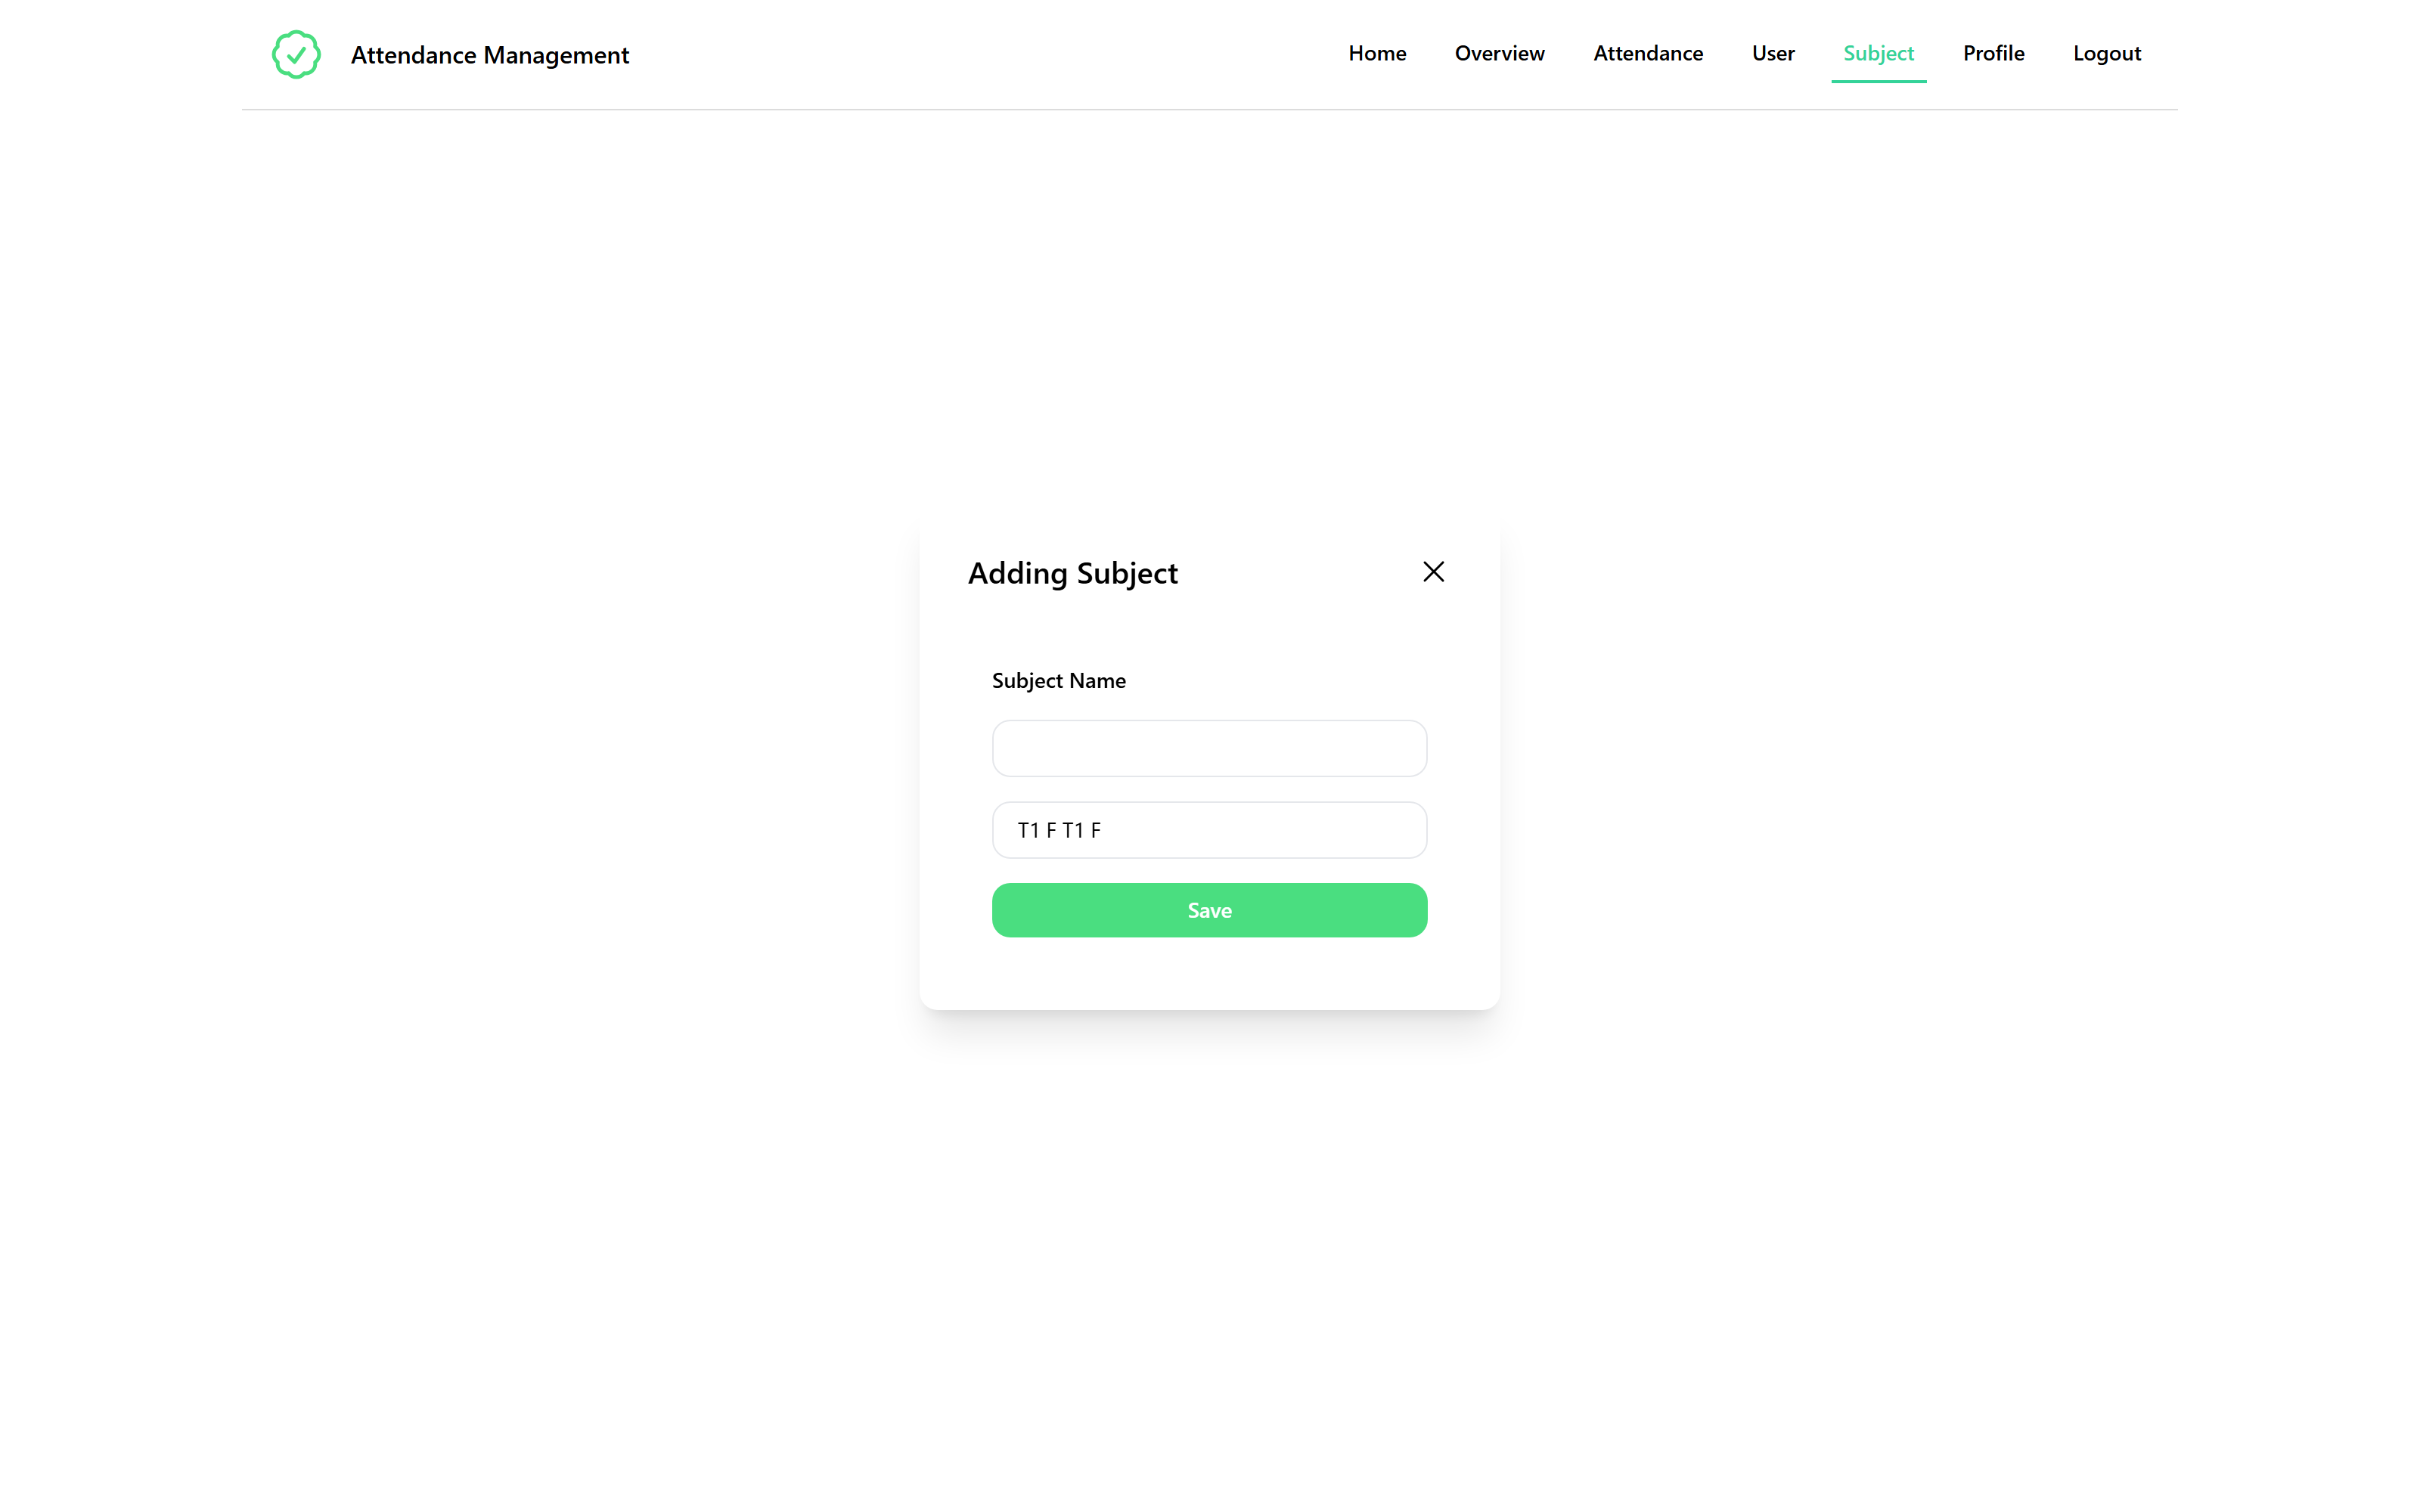 Attendance Management
Home Overview Attendance User Subject Profile Logout
Adding Subject
Subject Name
T1 F T1 F
Save